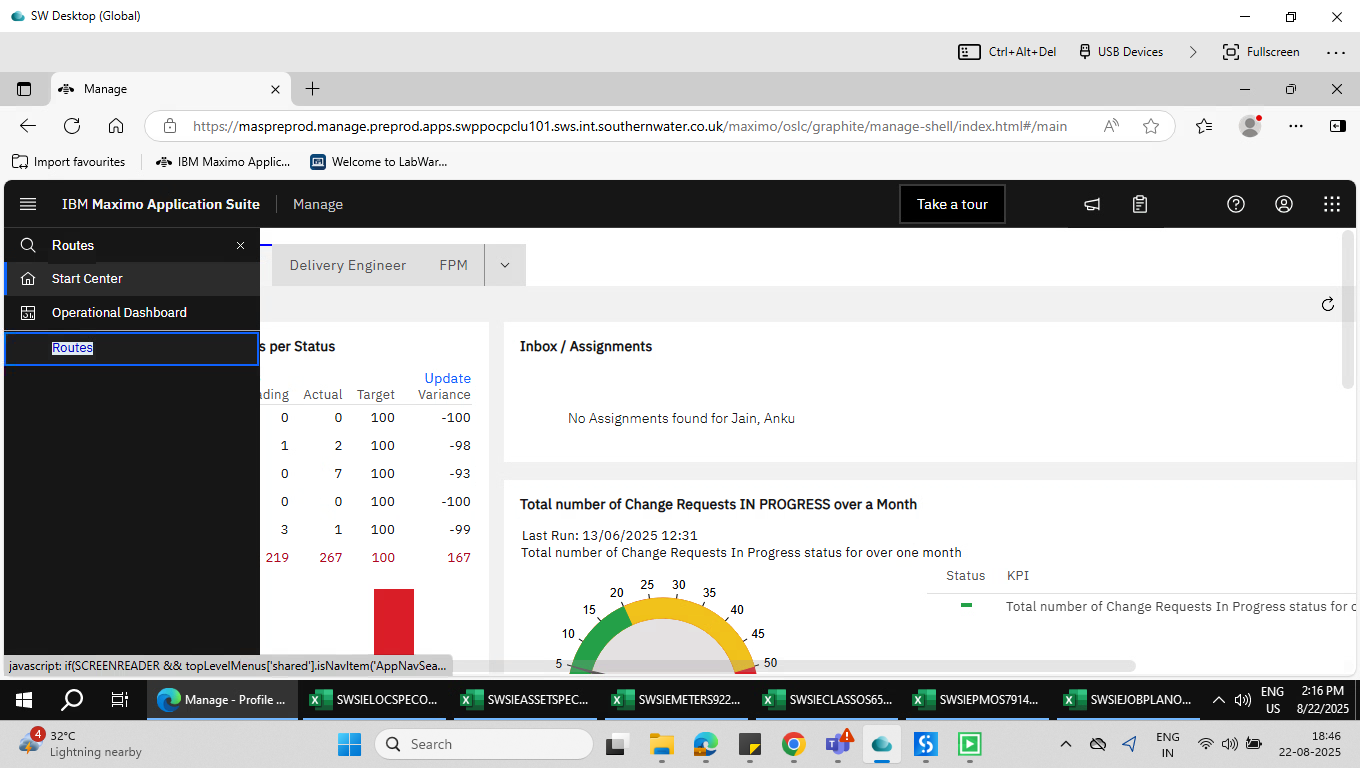 SW Desktop (Global)
Ctrl+Alt+Del USB Devices Fullscreen
Manage
https://maspreprod.manage.preprod.apps.swppocpclu101.sws.int.southernwater.co.uk/maximo/oslc/graphite/manage-shell/index.html#/main
Import favourites IBM Maximo Applic... Welcome to LabWar...
IBM Maximo Application Suite Manage Take a tour
Routes
Start Center
Operational Dashboard
Routes
Delivery Engineer FPM
s per Status
Update
ding Actual Target Variance
0 0 100 -100
1 2 100 -98
0 7 100 -93
0 0 100 -100
3 1 100 -99
219 267 100 167
Inbox / Assignments
No Assignments found for Jain, Anku
Total number of Change Requests IN PROGRESS over a Month
Last Run: 13/06/2025 12:31
Total number of Change Requests In Progress status for over one month
Status KPI
Total number of Change Requests In Progress status for o
5 10 15 20 25 30 35 40 45 50
javascript: if(SCREENREADER && topLevelMenus['shared'].isNavItem('AppNavSea...
Manage - Profile ... SWSIELOCSPECO... SWSIEASSETSPEC... SWSIEMETERS922... SWSIECLASSOS65... SWSIEPMOS7914... SWSIEJOBPLANO...
ENG
US
2:16 PM
8/22/2025
4
32°C
Lightning nearby
Search
ENG
IN
18:46
22-08-2025